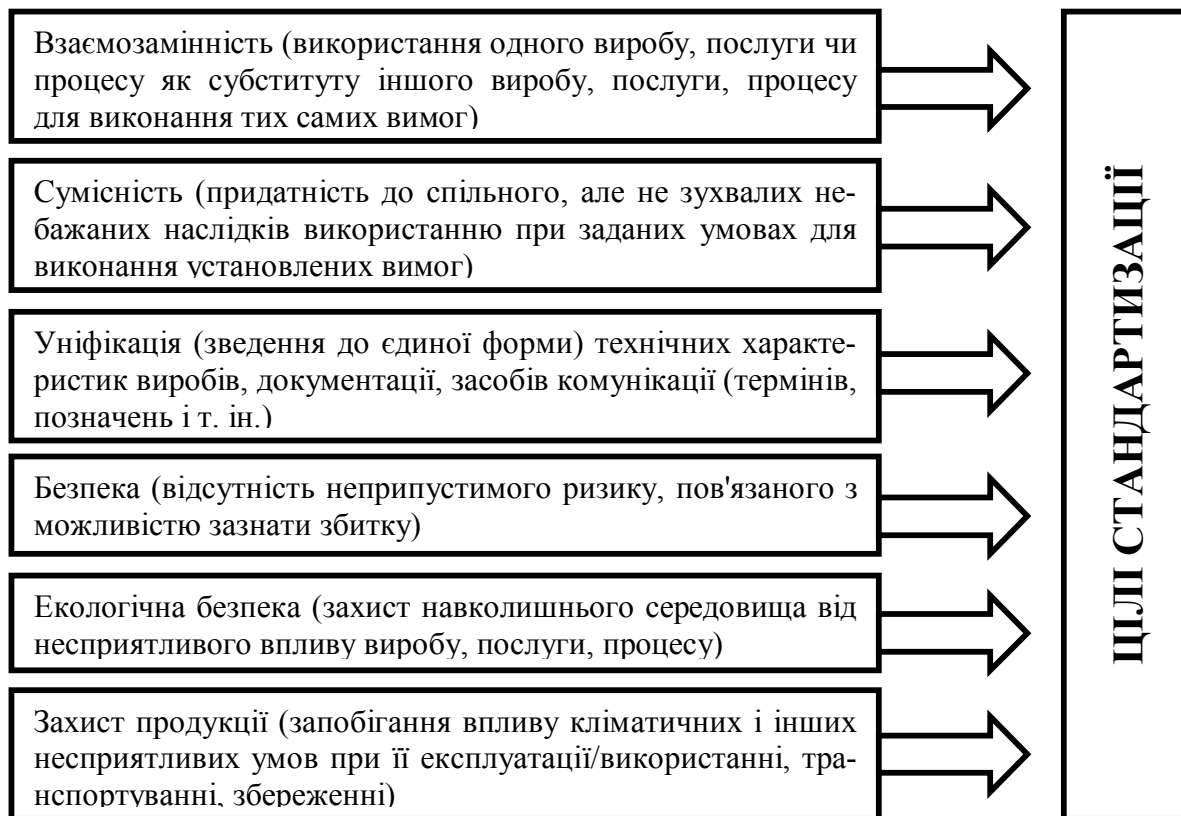 Взаємозамінність (використання одного виробу, послуги чи
процесу як субституту іншого виробу, послуги, процесу
для виконання тих самих вимог)
Сумісність (придатність до спільного, але не зухвалих не-
бажаних наслідків використанню при заданих умовах для
виконання установлених вимог)
Уніфікація (зведення до єдиної форми) технічних характе-
ристик виробів, документації, засобів комунікації (термінів,
позначень і т. ін.)
Безпека (відсутність неприпустимого ризику, пов'язаного з
можливістю зазнати збитку)
Екологічна безпека (захист навколишнього середовища від
несприятливого впливу виробу, послуги, процесу)
Захист продукції (запобігання впливу кліматичних і інших
несприятливих умов при її експлуатації/використанні, тра-
нспортуванні, збереженні)
ЦІЛІ СТАНДАРТИЗАЦІЇ